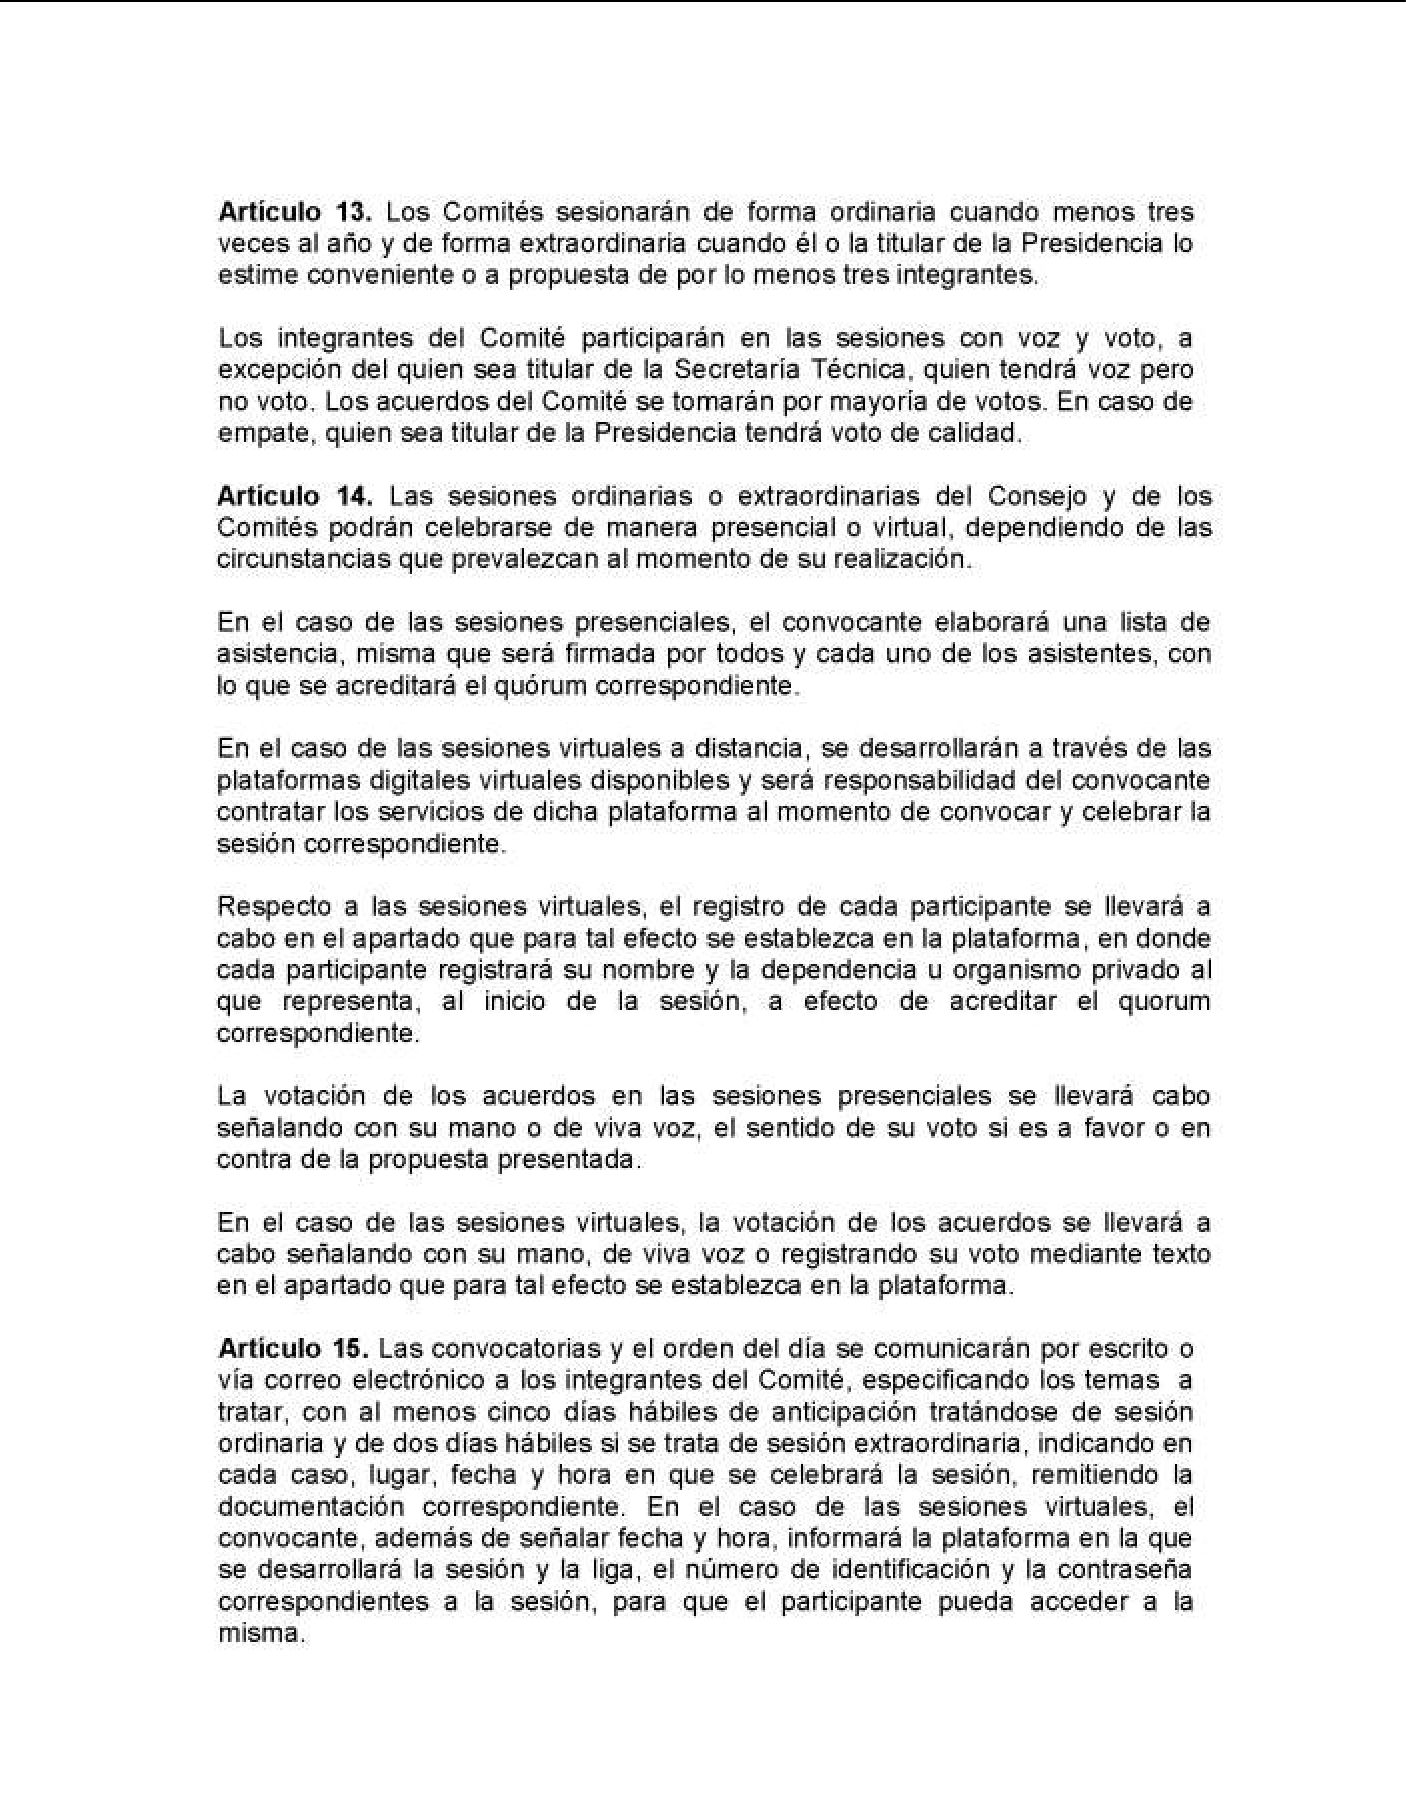 Artículo 13. Los Comités sesionarán de forma ordinaria cuando menos tres
veces al año y de forma extraordinaria cuando él o la titular de la Presidencia lo
estime conveniente o a propuesta de por lo menos tres integrantes.
Los integrantes del Comité participarán en las sesiones con voz y voto, a
excepción del quien sea titular de la Secretaría Técnica, quien tendrá voz pero
no voto. Los acuerdos del Comité se tomarán por mayoría de votos. En caso de
empate, quien sea titular de la Presidencia tendrá voto de calidad.
Artículo 14. Las sesiones ordinarias o extraordinarias del Consejo y de los
Comités podrán celebrarse de manera presencial o virtual, dependiendo de las
circunstancias que prevalezcan al momento de su realización.
En el caso de las sesiones presenciales, el convocante elaborará una lista de
asistencia, misma que será firmada por todos y cada uno de los asistentes, con
lo que se acreditará el quórum correspondiente.
En el caso de las sesiones virtuales a distancia, se desarrollarán a través de las
plataformas digitales virtuales disponibles y será responsabilidad del convocante
contratar los servicios de dicha plataforma al momento de convocar y celebrar la
sesión correspondiente.
Respecto a las sesiones virtuales, el registro de cada participante se llevará a
cabo en el apartado que para tal efecto se establezca en la plataforma, en donde
cada participante registrará su nombre y la dependencia u organismo privado al
que representa, al inicio de la sesión, a efecto de acreditar el quorum
correspondiente.
La votación de los acuerdos en las sesiones presenciales se llevará cabo
señalando con su mano o de viva voz, el sentido de su voto si es a favor o en
contra de la propuesta presentada.
En el caso de las sesiones virtuales, la votación de los acuerdos se llevará a
cabo señalando con su mano, de viva voz o registrando su voto mediante texto
en el apartado que para tal efecto se establezca en la plataforma.
Artículo 15. Las convocatorias y el orden del día se comunicarán por escrito o
vía correo electrónico a los integrantes del Comité, especificando los temas a
tratar, con al menos cinco días hábiles de anticipación tratándose de sesión
ordinaria y de dos días hábiles si se trata de sesión extraordinaria, indicando en
cada caso, lugar, fecha y hora en que se celebrará la sesión, remitiendo la
documentación correspondiente. En el caso de las sesiones virtuales, el
convocante, además de señalar fecha y hora, informará la plataforma en la que
se desarrollará la sesión y la liga, el número de identificación y la contraseña
correspondientes a la sesión, para que el participante pueda acceder a la
misma.